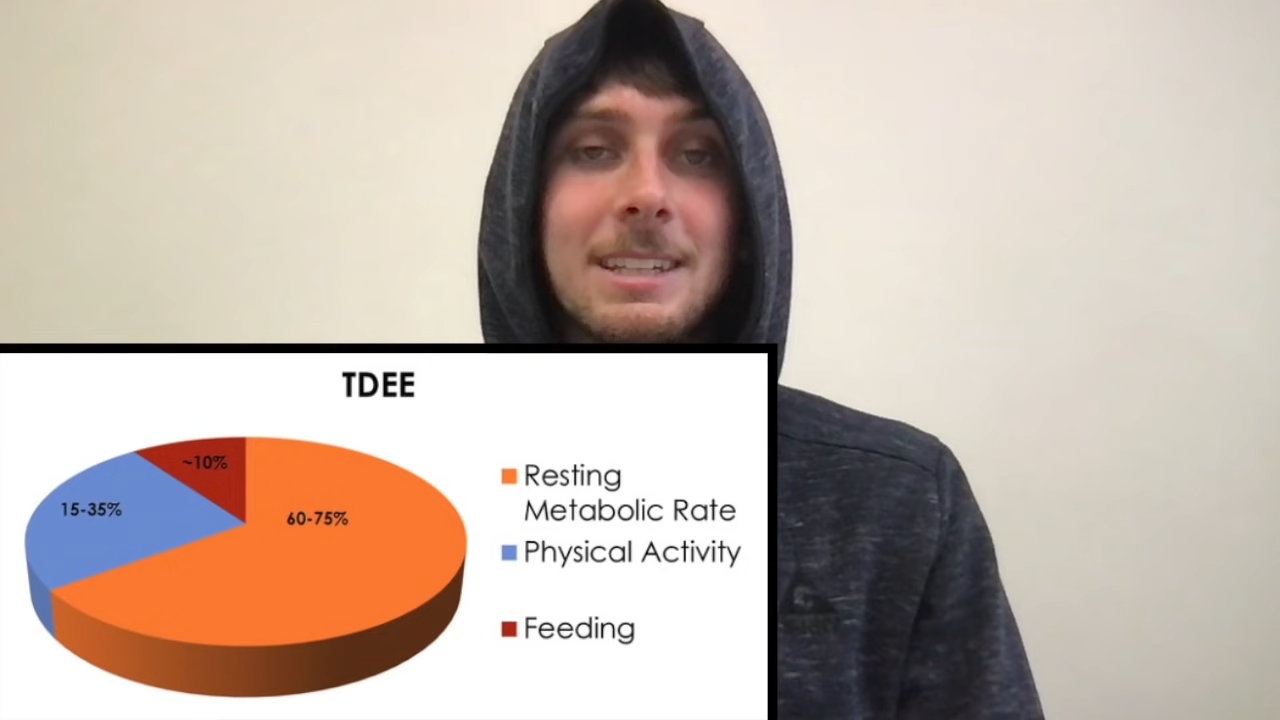 TDEE
~10%
15-35%
60-75%
Resting
Metabolic Rate
Physical Activity
Feeding